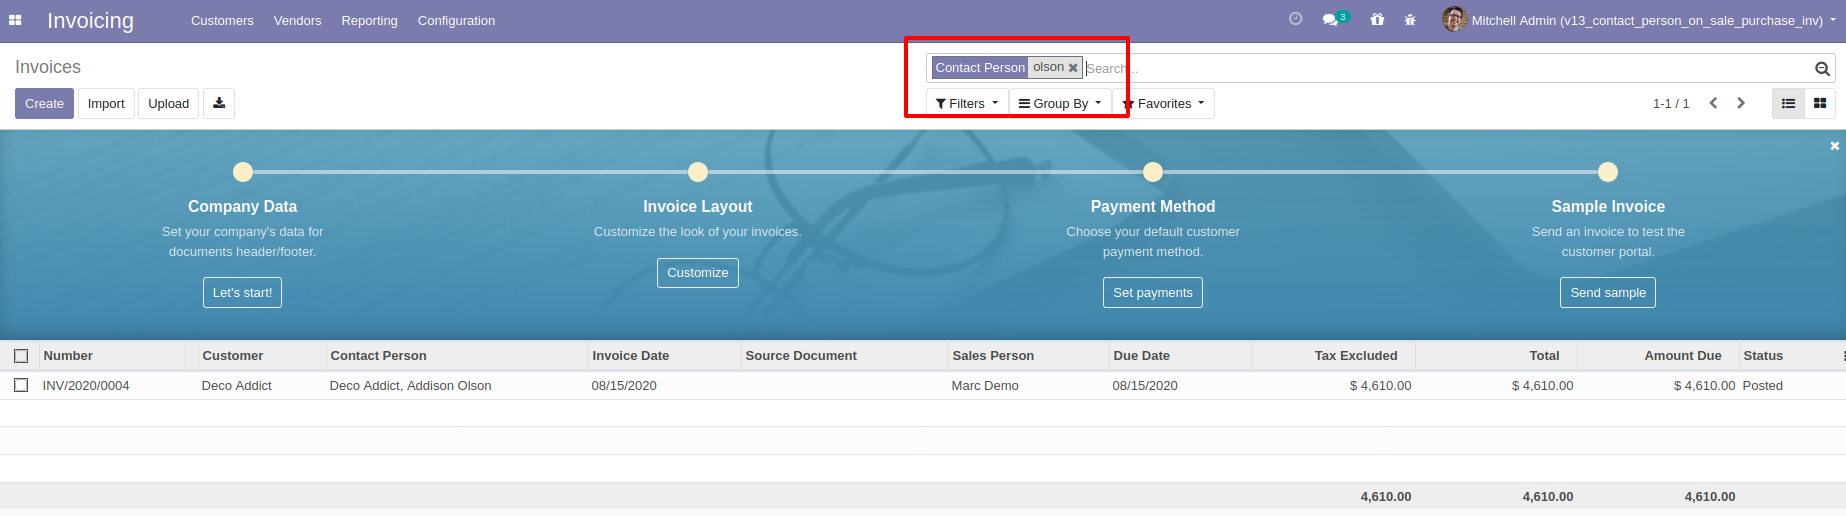 Invoicing Customers Vendors Reporting Configuration 3 Mitchell Admin (v13_contact_person_on_sale_purchase_inv)
Invoices Contact Person olson Search...
Create Import Upload Filters Group By Favorites 1-1 / 1
Company Data Invoice Layout Payment Method Sample Invoice
Set your company's data for Customize the look of your invoices. Choose your default customer Send an invoice to test the
documents header/footer. payment method. customer portal.
Customize
Let's start! Set payments Send sample
Number Customer Contact Person Invoice Date Source Document Sales Person Due Date Tax Excluded Total Amount Due Status
INV/2020/0004 Deco Addict Deco Addict, Addison Olson 08/15/2020 Marc Demo 08/15/2020 $ 4,610.00 $ 4,610.00 $ 4,610.00 Posted
4,610.00 4,610.00 4,610.00